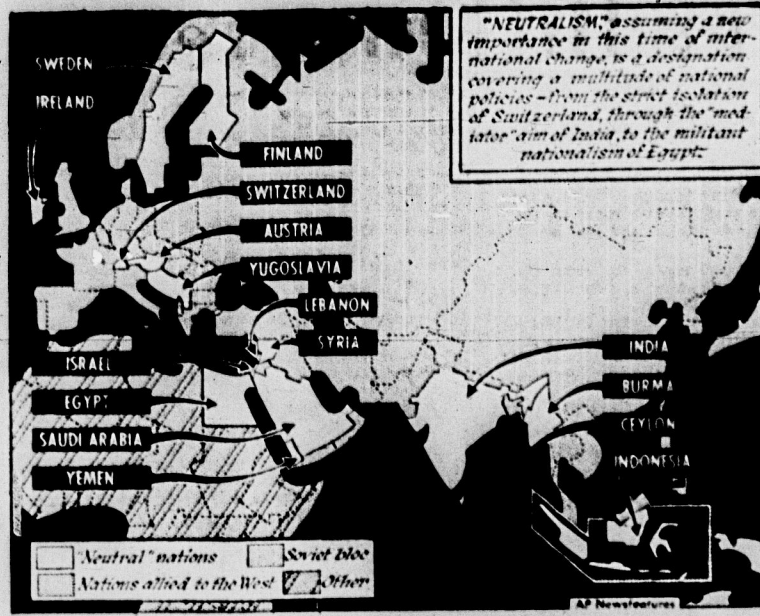 "NEUTRALISM," assuming a new
importance in this time of inter-
national change, is a designation
covering a multitude of national
policies - from the strict isolation
of Switzerland, through the "med-
iator" aim of India, to the militant
nationalism of Egypt.
SWEDEN
IRELAND
FINLAND
SWITZERLAND
AUSTRIA
YUGOSLAVIA
LEBANON
SYRIA
ISRAEL
EGYPT
SAUDI ARABIA
YEMEN
INDIA
BURMA
CEYLON
INDONESIA
"Neutral" nations
Soviet bloc
Nations allied to the West
Other
AP Newsfeatures